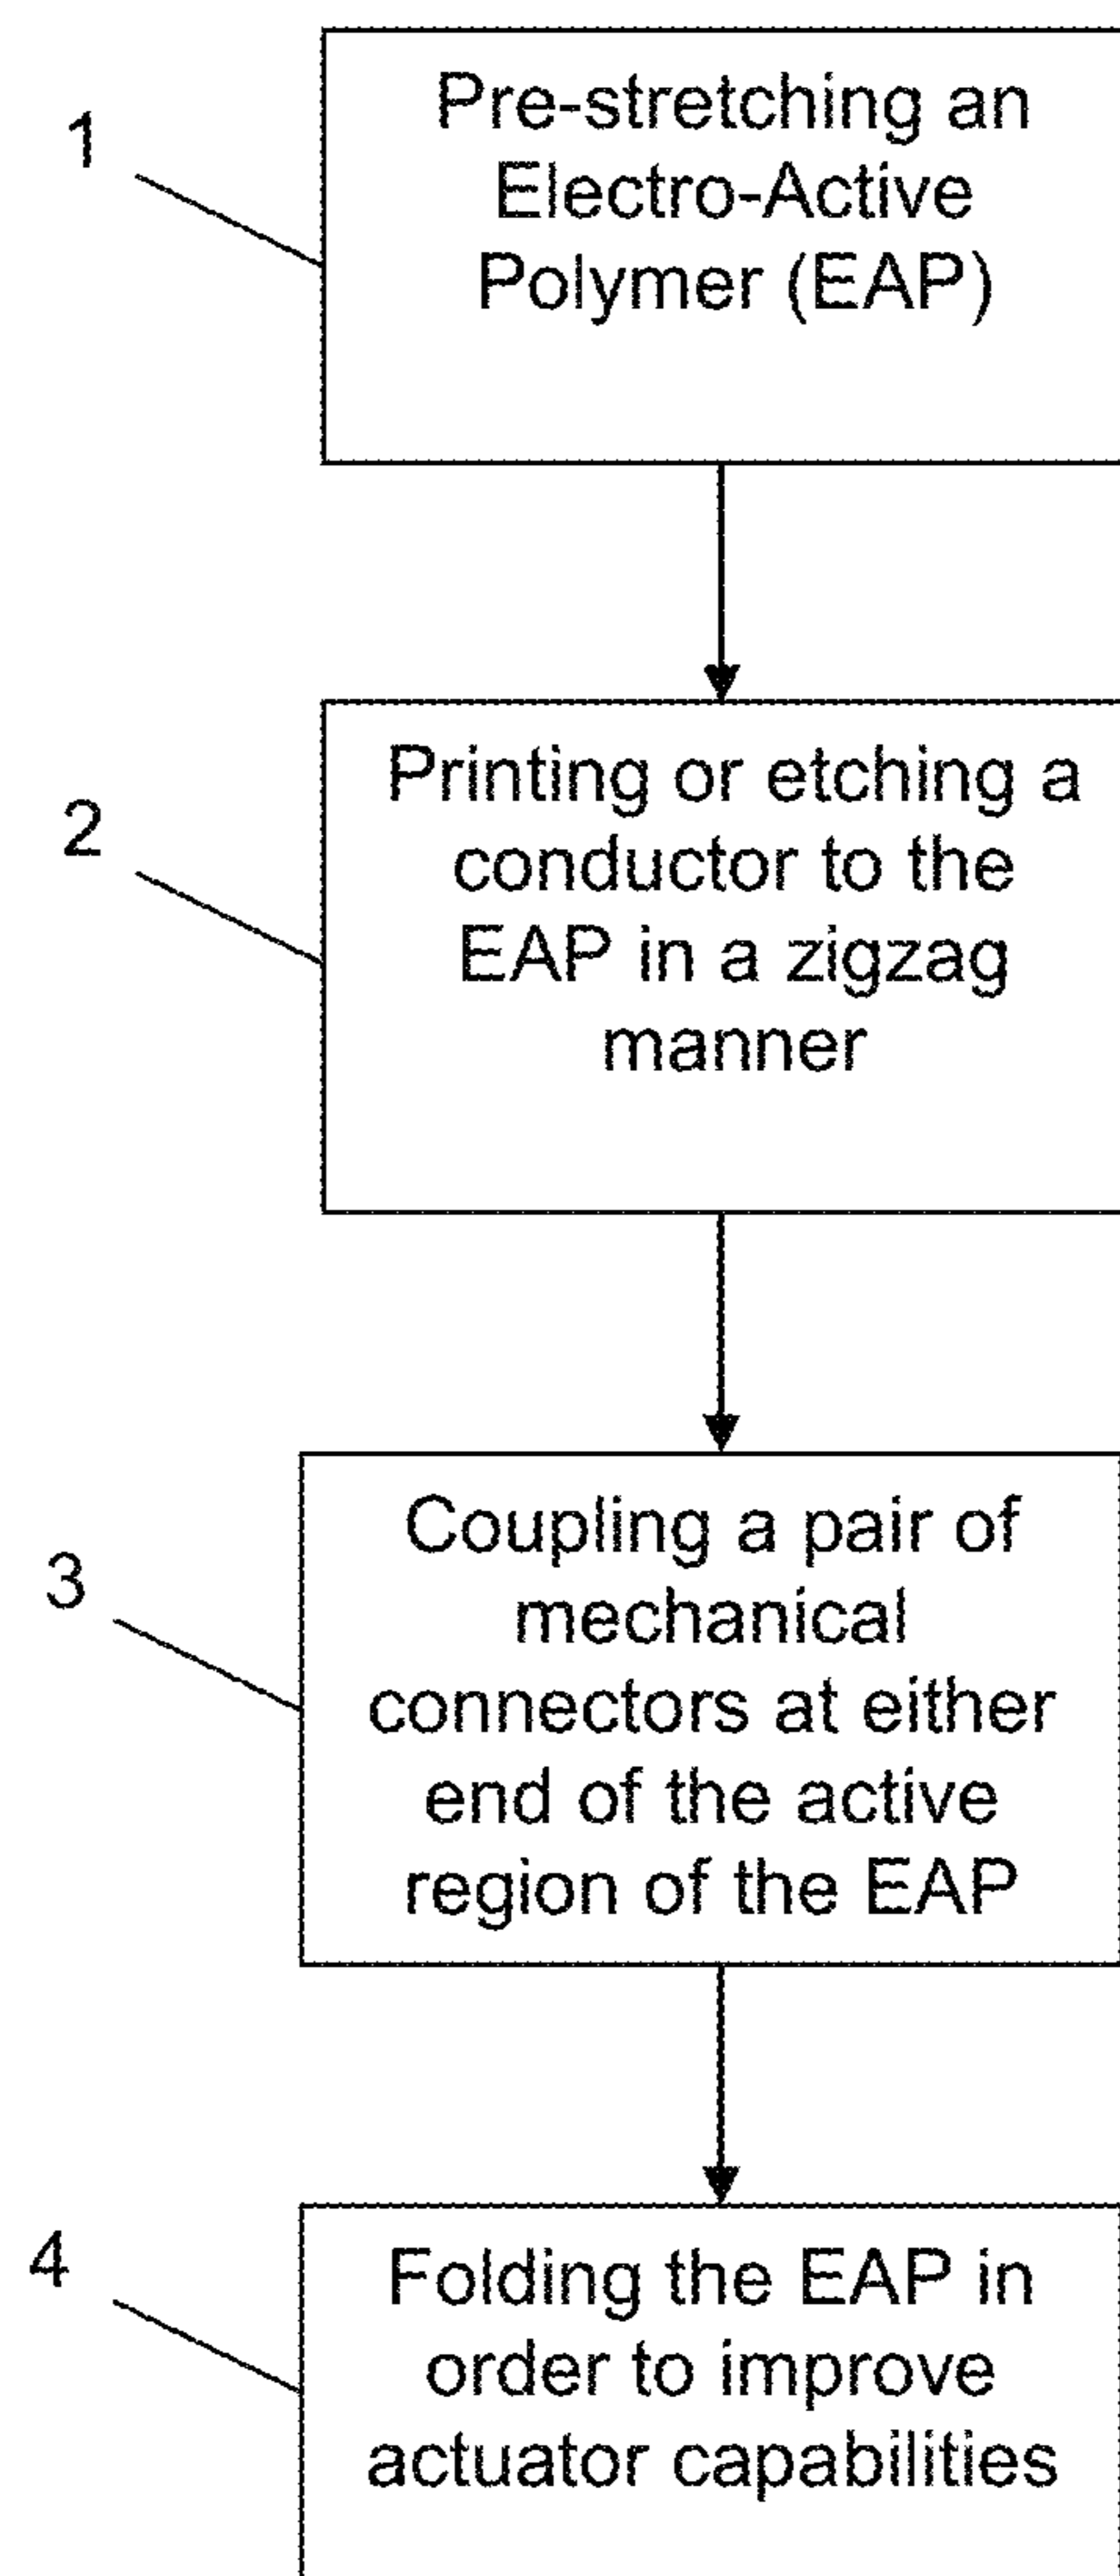 1
Pre-stretching an
Electro-Active
Polymer (EAP)
2
Printing or etching a
conductor to the
EAP in a zigzag
manner
3
Coupling a pair of
mechanical
connectors at either
end of the active
region of the EAP
4
Folding the EAP in
order to improve
actuator capabilities